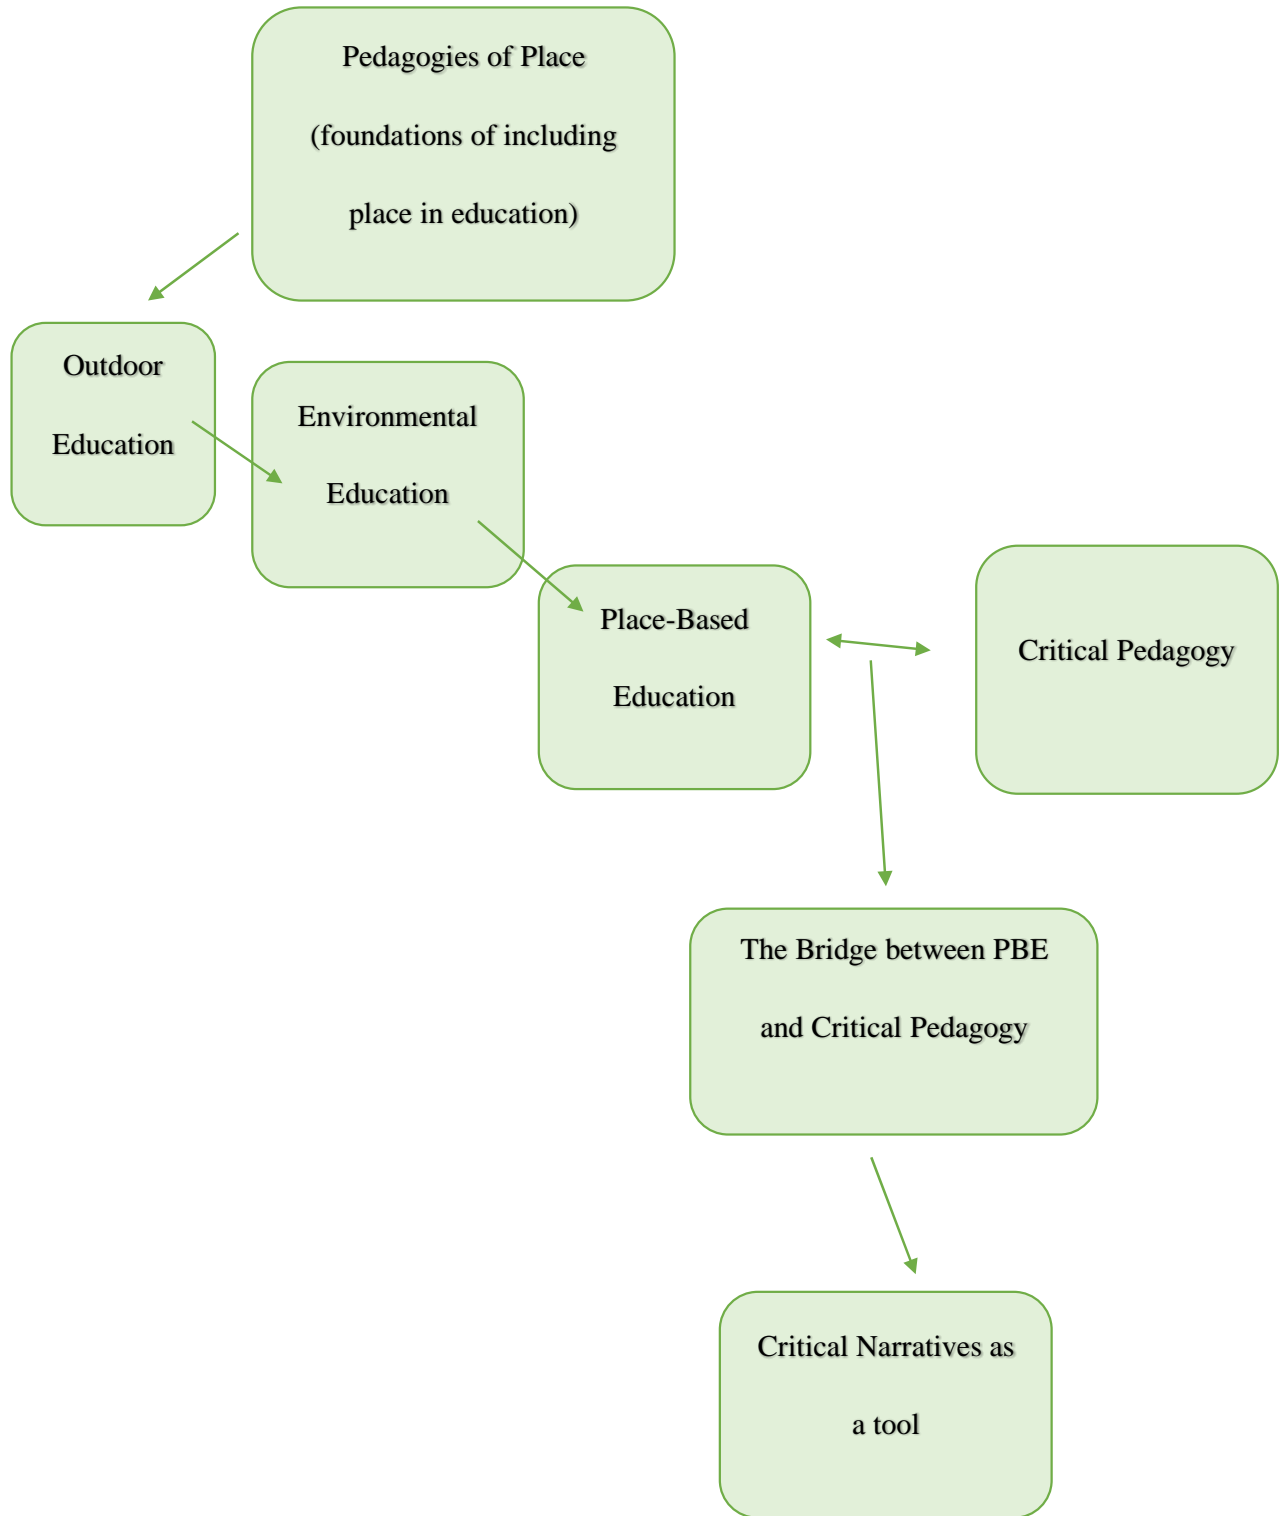 Pedagogies of Place
(foundations of including
place in education)
Outdoor
Education
Environmental
Education
Place-Based
Education
Critical Pedagogy
The Bridge between PBE
and Critical Pedagogy
Critical Narratives as
a tool